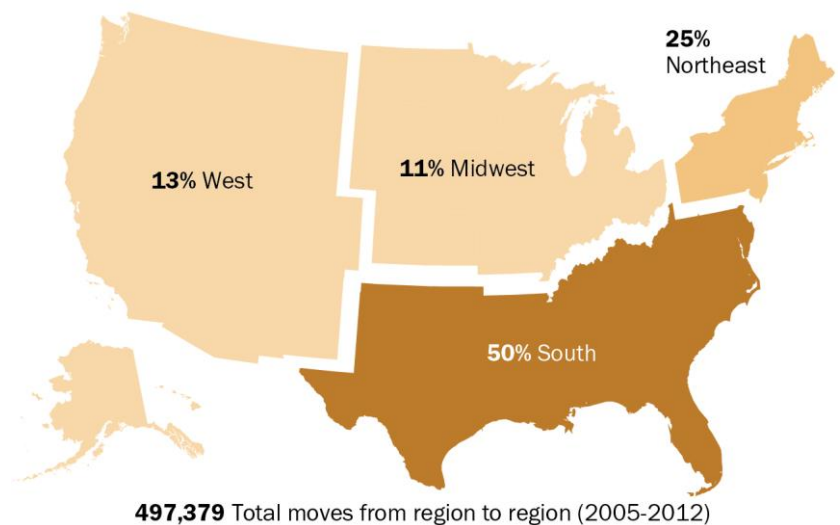 25%
Northeast
13% West
11% Midwest
50% South
497,379 Total moves from region to region (2005-2012)